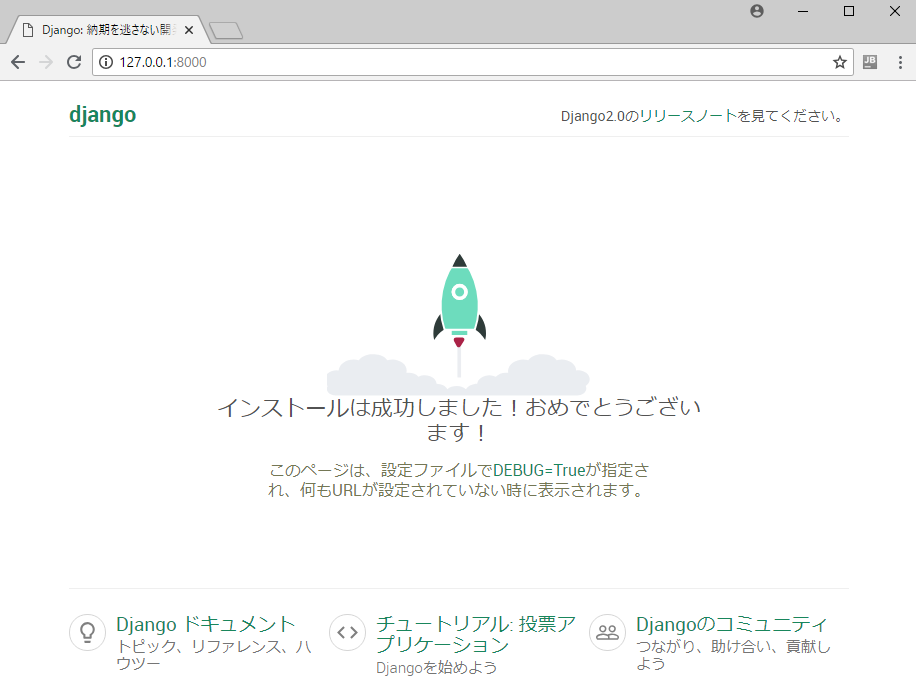 Django: 納期を逃さない開
127.0.0.1:8000
JB
django
Django2.0のリリースノートを見てください。
インストールは成功しました！おめでとうござい
ます！
このページは、設定ファイルでDEBUG=Trueが指定さ
れ、何もURLが設定されていない時に表示されます。
Django ドキュメント
トピック、リファレンス、ハ
ウツー
チュートリアル: 投票ア
プリケーション
Djangoを始めよう
Djangoのコミュニティ
つながり、助け合い、貢献し
よう